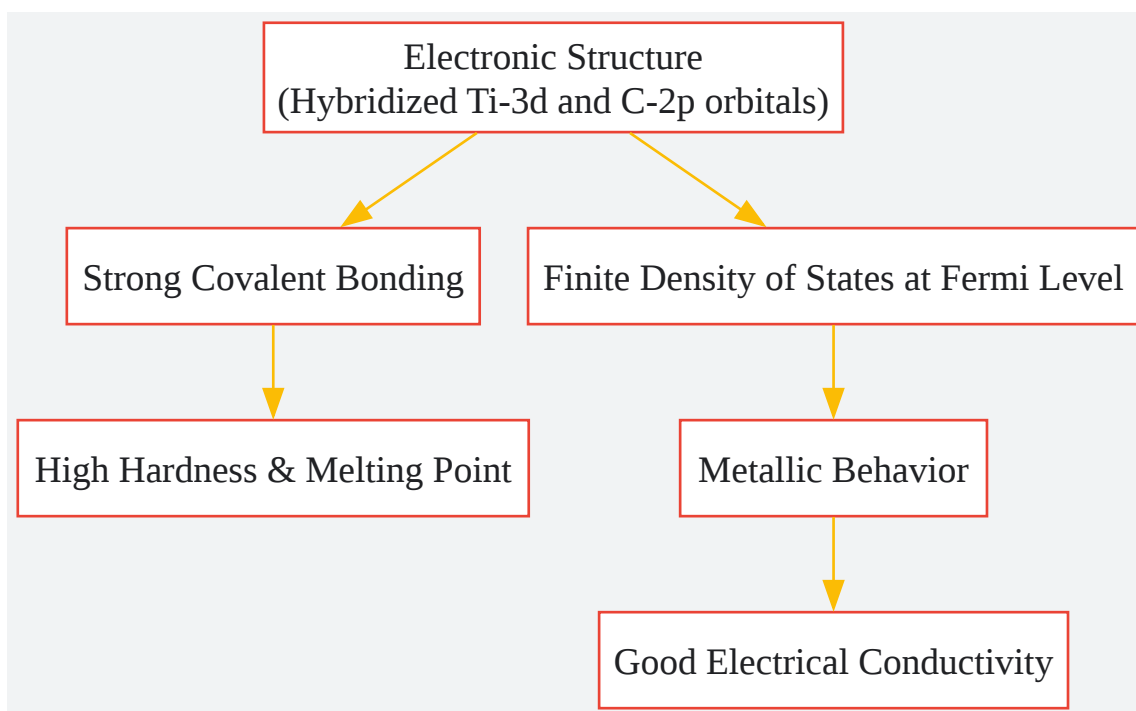 Electronic Structure
(Hybridized Ti-3d and C-2p orbitals)
Strong Covalent Bonding
Finite Density of States at Fermi Level
High Hardness & Melting Point
Metallic Behavior
Good Electrical Conductivity